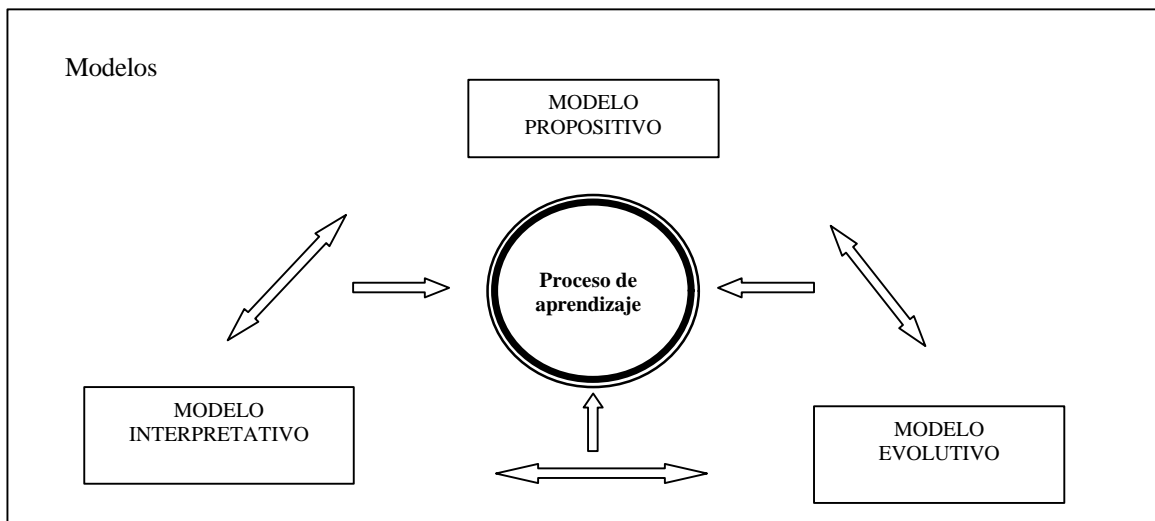 Modelos
MODELO
PROPOSITIVO
Proceso de
aprendizaje
MODELO
INTERPRETATIVO
MODELO
EVOLUTIVO